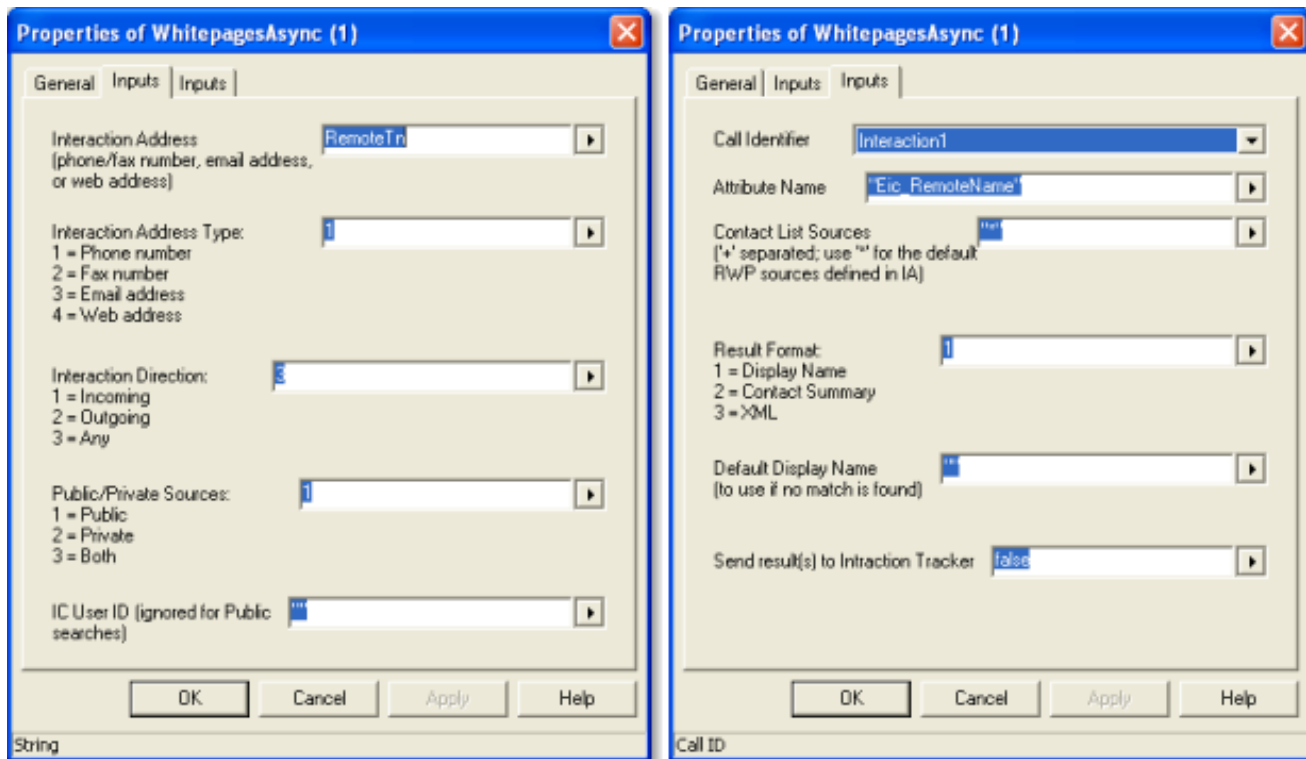 Properties of WhitepagesAsync (1)
General Inputs Inputs
Interaction Address RemoteTn
(phone/fax number, email address,
or web address)
Interaction Address Type: 1
1 = Phone number
2 = Fax number
3 = Email address
4 = Web address
Interaction Direction: 3
1 = Incoming
2 = Outgoing
3 = Any
Public/Private Sources: 1
1 = Public
2 = Private
3 = Both
IC User ID (ignored for Public ""
searches)
OK Cancel Apply Help
String
Properties of WhitepagesAsync (1)
General Inputs Inputs
Call Identifier Interaction1
Attribute Name "Eic_RemoteName"
Contact List Sources "*"
('+' separated; use '*' for the default
RWP sources defined in IA)
Result Format: 1
1 = Display Name
2 = Contact Summary
3 = XML
Default Display Name ""
(to use if no match is found)
Send result(s) to Intraction Tracker false
OK Cancel Apply Help
Call ID